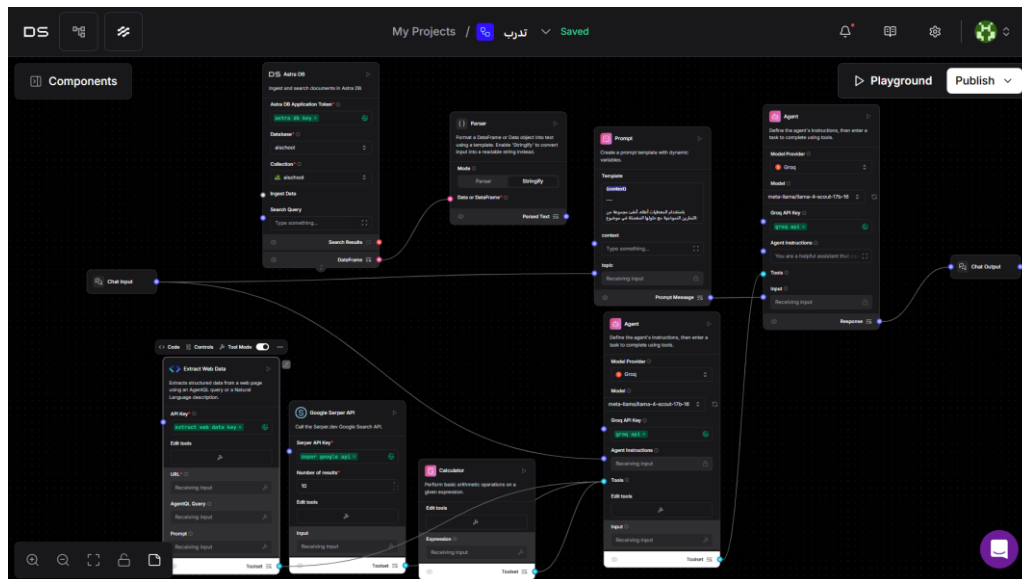 DS
My Projects / تدرب Saved
Components
Playground
Publish
DS Astra DB
Ingest and search documents in Astra DB
Astra DB Application Token*
astra db key ×
Database*
alschool
Collection*
alschool
Ingest Data
Search Query
Type something...
Search Results
DataFrame
Parser
Format a DataFrame or Data object into text
using a template. Enable "Stringify" to convert
input into a readable string instead.
Mode
Parser Stringify
Data or DataFrame*
Parsed Text
Prompt
Create a prompt template with dynamic
variables.
Template
{context}
---
context
Type something...
topic
Receiving input
Prompt Message
Agent
Define the agent's instructions, then enter a
task to complete using tools.
Model Provider
Groq
Model
meta-llama/llama-4-scout-17b-16
Groq API Key
groq api ×
Agent Instructions
You are a helpful assistant that
Tools
Input
Receiving input
Response
Chat Input
Chat Output
Code Controls Tool Mode
Extract Web Data
Extracts structured data from a web page
using an AgentQL query or a Natural
Language description.
API Key*
extract web data key ×
Edit tools
URL*
Receiving input
AgentQL Query
Receiving input
Prompt
Receiving input
Toolset
Google Serper API
Call the Serper.dev Google Search API.
Serper API Key*
seper google api ×
Number of results*
10
Edit tools
Input
Receiving input
Toolset
Calculator
Perform basic arithmetic operations on a
given expression.
Edit tools
Expression
Receiving input
Toolset
Agent
Define the agent's instructions, then enter a
task to complete using tools.
Model Provider
Groq
Model
meta-llama/llama-4-scout-17b-16
Groq API Key
groq api ×
Agent Instructions
Receiving input
Tools
Edit tools
Input
Receiving input
Toolset